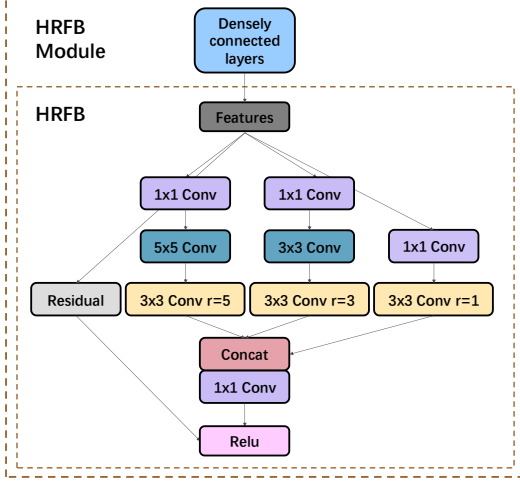 HRFB
Module
Densely
connected
layers
HRFB
Features
1x1 Conv
1x1 Conv
5x5 Conv
3x3 Conv
1x1 Conv
Residual
3x3 Conv r=5
3x3 Conv r=3
3x3 Conv r=1
Concat
1x1 Conv
Relu